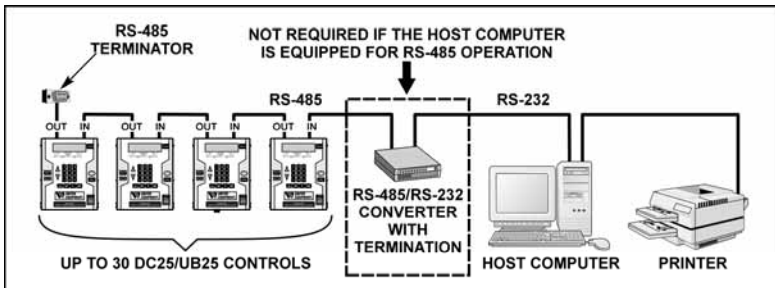 RS-485
TERMINATOR
NOT REQUIRED IF THE HOST COMPUTER
IS EQUIPPED FOR RS-485 OPERATION
RS-485
RS-232
OUT IN OUT IN OUT IN OUT IN
RS-485/RS-232
CONVERTER
WITH
TERMINATION
UP TO 30 DC25/UB25 CONTROLS
HOST COMPUTER
PRINTER